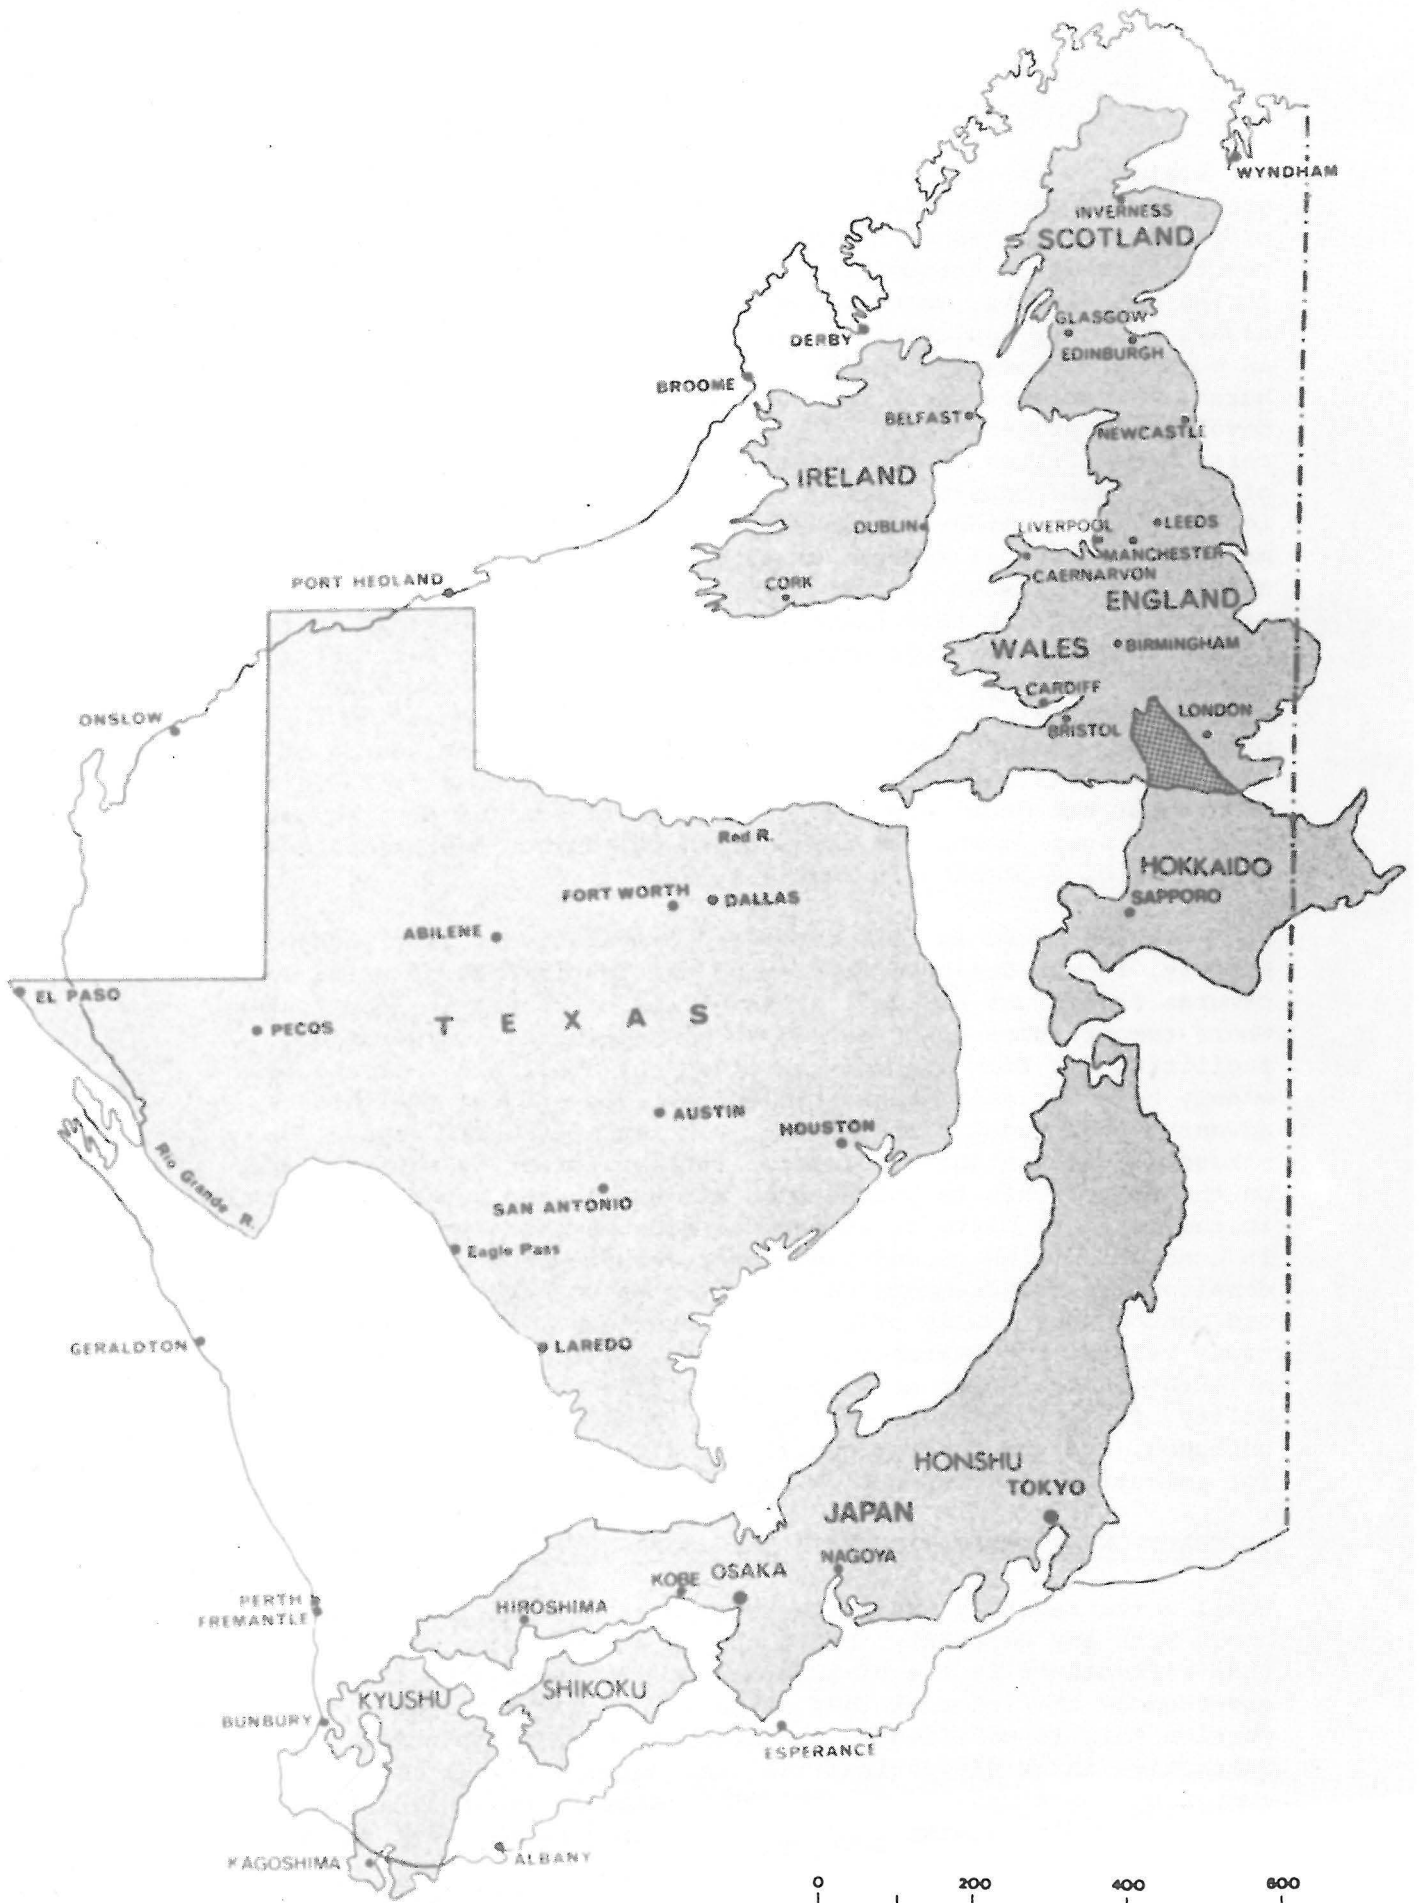 WYNDHAM
INVERNESS
SCOTLAND
GLASGOW
DERBY
EDINBURGH
BROOME
BELFAST
NEWCASTLE
IRELAND
LIVERPOOL
LEEDS
DUBLIN
MANCHESTER
CAERNARVON
PORT HEDLAND
CORK
ENGLAND
WALES
BIRMINGHAM
CARDIFF
LONDON
ONSLOW
BRISTOL
Red R.
HOKKAIDO
FORT WORTH
DALLAS
SAPPORO
ABILENE
EL PASO
TEXAS
PECOS
AUSTIN
HOUSTON
Rio Grande R.
SAN ANTONIO
Eagle Pass
GERALDTON
LAREDO
HONSHU
TOKYO
JAPAN
NAGOYA
KOBE
OSAKA
PERTH
FREMANTLE
HIROSHIMA
KYUSHU
SHIKOKU
BUNBURY
ESPERANCE
KAGOSHIMA
ALBANY
0 200 400 600